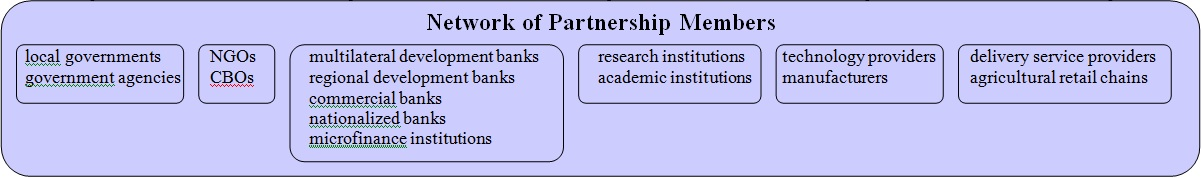 Network of Partnership Members
local governments
government agencies
NGOs
CBOs
multilateral development banks
regional development banks
commercial banks
nationalized banks
microfinance institutions
research institutions
academic institutions
technology providers
manufacturers
delivery service providers
agricultural retail chains